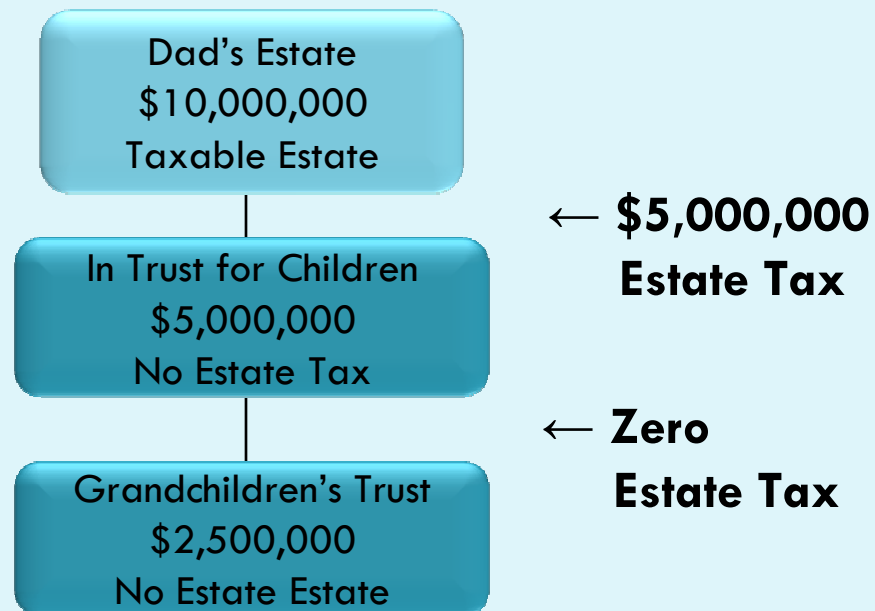 Dad’s Estate
$10,000,000
Taxable Estate
← $5,000,000
Estate Tax
In Trust for Children
$5,000,000
No Estate Tax
← Zero
Estate Tax
Grandchildren’s Trust
$2,500,000
No Estate Estate